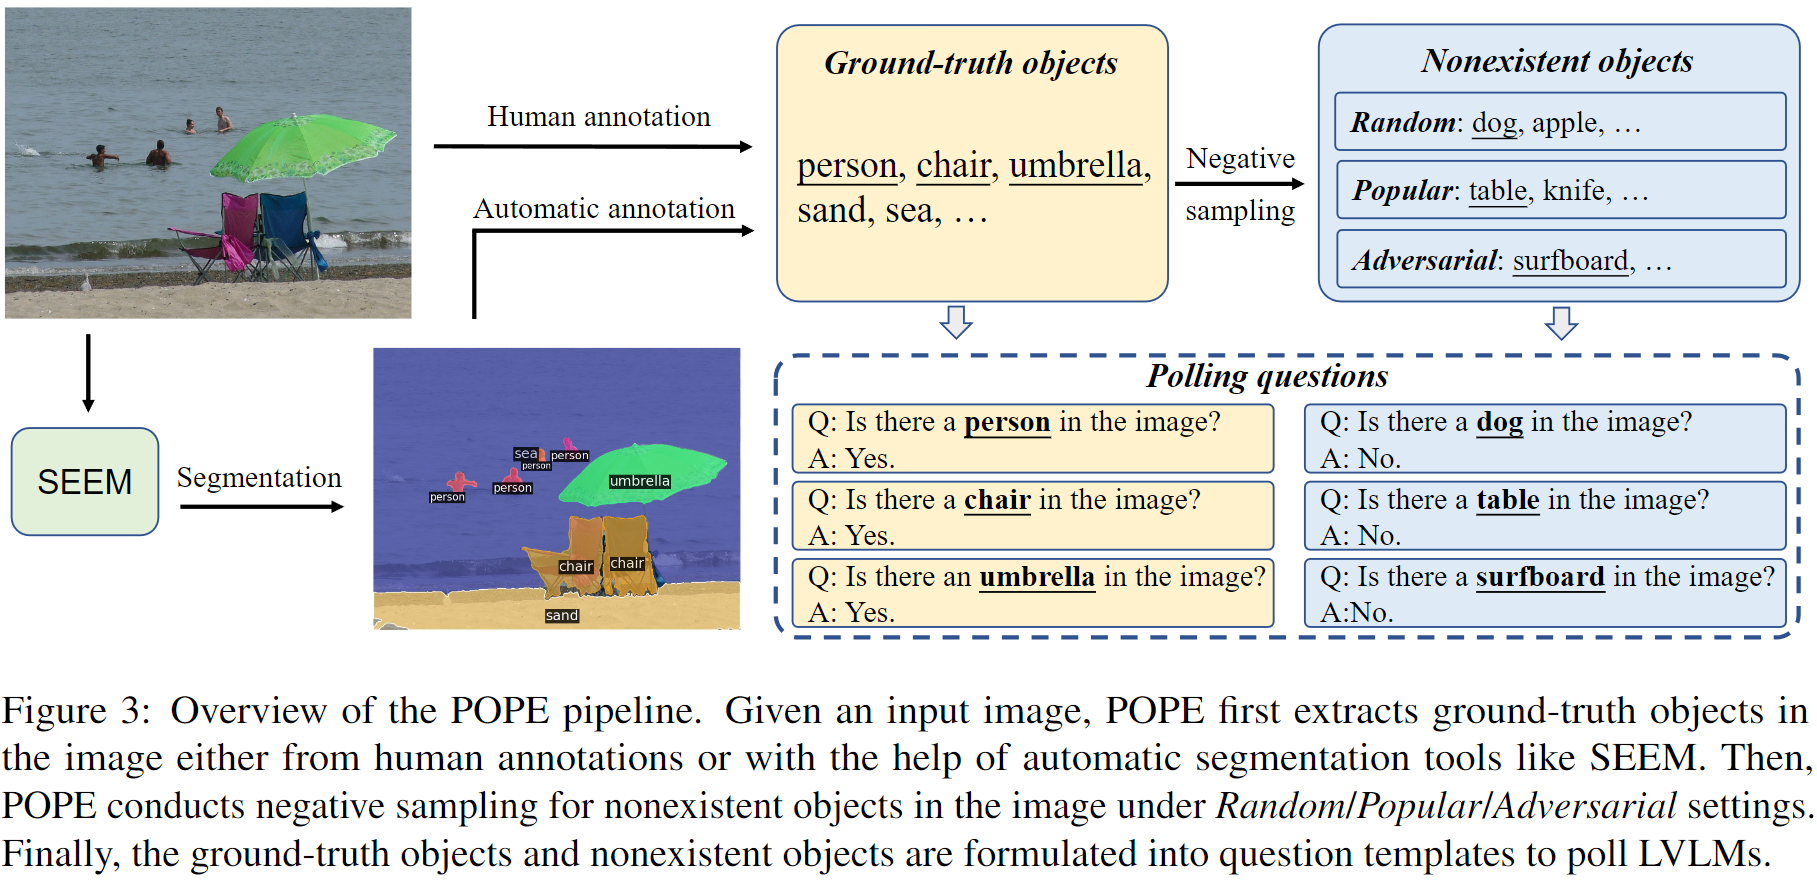 Human annotation
Automatic annotation
Ground-truth objects
person, chair, umbrella,
sand, sea, …
Negative
sampling
Nonexistent objects
Random: dog, apple, …
Popular: table, knife, …
Adversarial: surfboard, …
SEEM
Segmentation
sea
person
person
person
person
umbrella
chair
chair
sand
Polling questions
Q: Is there a person in the image?
A: Yes.
Q: Is there a chair in the image?
A: Yes.
Q: Is there an umbrella in the image?
A: Yes.
Q: Is there a dog in the image?
A: No.
Q: Is there a table in the image?
A: No.
Q: Is there a surfboard in the image?
A:No.
Figure 3: Overview of the POPE pipeline. Given an input image, POPE first extracts ground-truth objects in
the image either from human annotations or with the help of automatic segmentation tools like SEEM. Then,
POPE conducts negative sampling for nonexistent objects in the image under Random/Popular/Adversarial settings.
Finally, the ground-truth objects and nonexistent objects are formulated into question templates to poll LVLMs.